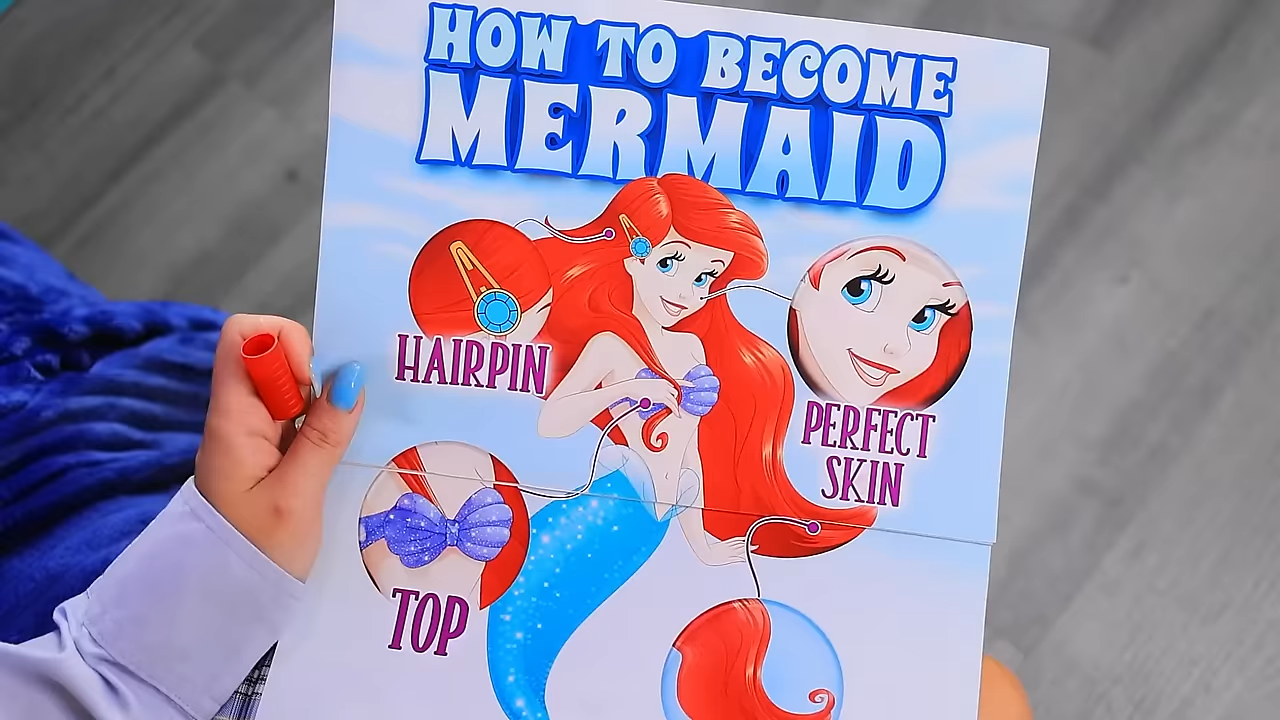 HOW TO BECOME
MERMAID
HAIRPIN
PERFECT
SKIN
TOP